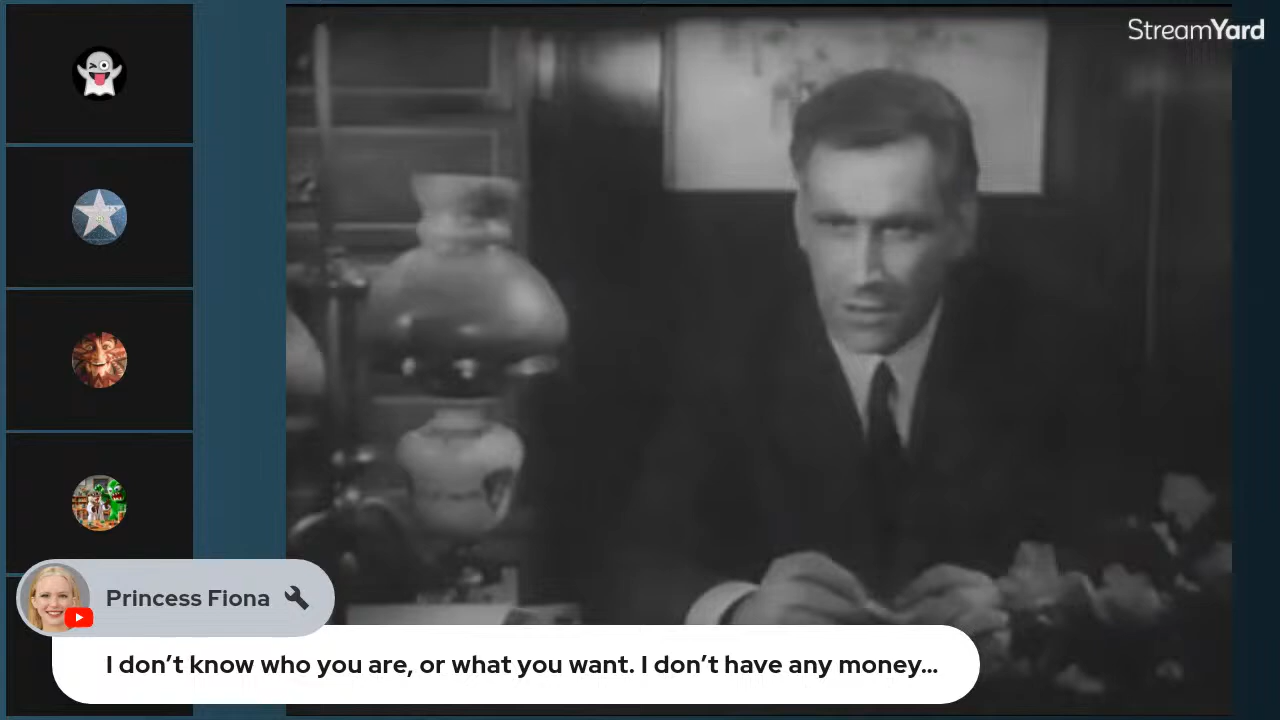 StreamYard
Princess Fiona
I don’t know who you are, or what you want. I don’t have any money...